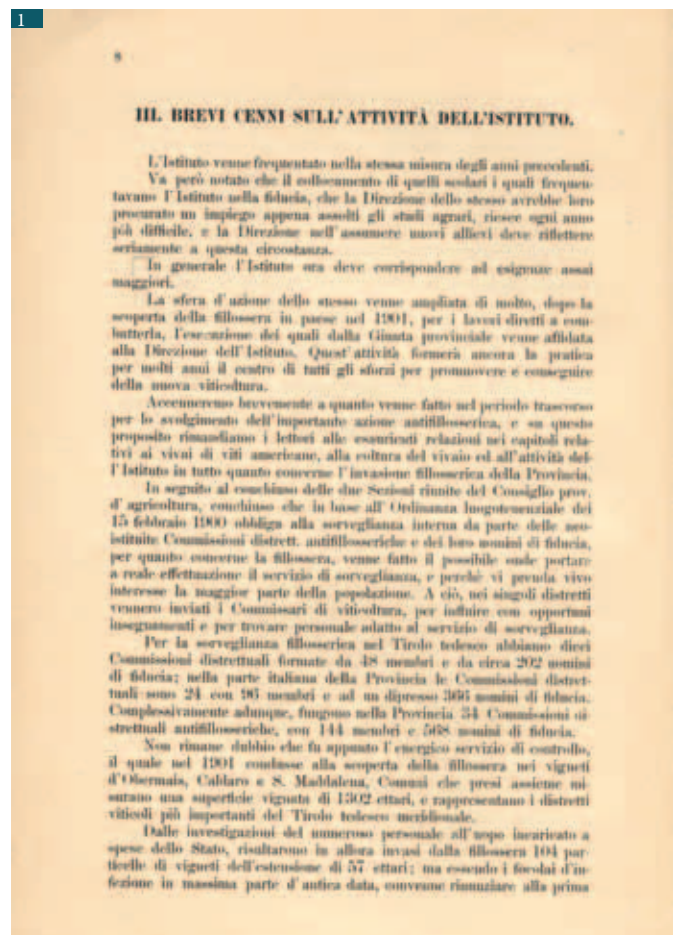 1
8
III. BREVI CENNI SULL'ATTIVITÀ DELL'ISTITUTO.
L'Istituto venne frequentato nella stessa misura degli anni precedenti.
Va però notato che il collocamento di quelli scolari i quali frequen-
tavano l'Istituto nella fiducia, che la Direzione dello stesso avrebbe loro
procurato un impiego appena assolti gli studi agrari, riesce ogni anno
più difficile, e la Direzione nell'assumere nuovi allievi deve riflettere
seriamente a questa circostanza.
In generale l'Istituto ora deve corrispondere ad esigenze assai
maggiori.
La sfera d'azione dello stesso venne ampliata di molto, dopo la
scoperta della fillossera in paese nel 1901, per i lavori diretti a com-
batterla, l'esecuzione dei quali dalla Giunta provinciale venne affidata
alla Direzione dell'Istituto. Quest'attività formerà ancora la pratica
per molti anni il centro di tutti gli sforzi per promuovere e conseguire
della nuova viticoltura.
Accenneremo brevemente a quanto venne fatto nel periodo trascorso
per lo svolgimento dell'importante azione antifillosserica, e su questo
proposito rimandiamo i lettori alle esaurienti relazioni nei capitoli rela-
tivi ai vivai di viti americane, alla coltura del vivaio ed all'attività del-
l'Istituto in tutto quanto concerne l'invasione fillosserica della Provincia.
In seguito al conchiuso delle due Sezioni riunite del Consiglio prov.
d'agricoltura, conchiuso che in base all'Ordinanza luogotenenziale dei
15 febbraio 1900 obbliga alla sorveglianza interna da parte delle neo-
istituite Commissioni distrett. antifillosseriche e dei loro uomini di fiducia,
per quanto concerne la fillossera, venne fatto il possibile onde portare
a reale effettuazione il servizio di sorveglianza, e perchè vi prenda vivo
interesse la maggior parte della popolazione. A ciò, nei singoli distretti
vennero inviati i Commissari di viticoltura, per influire con opportuni
insegnamenti e per trovare personale adatto al servizio di sorveglianza.
Per la sorveglianza fillosserica nel Tirolo tedesco abbiamo dieci
Commissioni distrettuali formate da 48 membri e da circa 202 uomini
di fiducia; nella parte italiana della Provincia le Commissioni distret-
tuali sono 24 con 96 membri e ad un dipresso 366 uomini di fiducia.
Complessivamente adunque, fungono nella Provincia 34 Commissioni di-
strettuali antifillosseriche, con 144 membri e 568 uomini di fiducia.
Non rimane dubbio che fu appunto l'energico servizio di controllo,
il quale nel 1901 condusse alla scoperta della fillossera nei vigneti
d'Obermais, Caldaro e S. Maddalena, Comuni che presi assieme mi-
surano una superficie vignata di 1302 ettari, e rappresentano i distretti
viticoli più importanti del Tirolo tedesco meridionale.
Dalle investigazioni del numeroso personale all'uopo incaricato a
spese dello Stato, risultarono in allora invasi dalla fillossera 104 par-
ticelle di vigneti dell'estensione di 57 ettari; ma essendo i focolai d'in-
fezione in massima parte d'antica data, convenne rinunziare alla prima